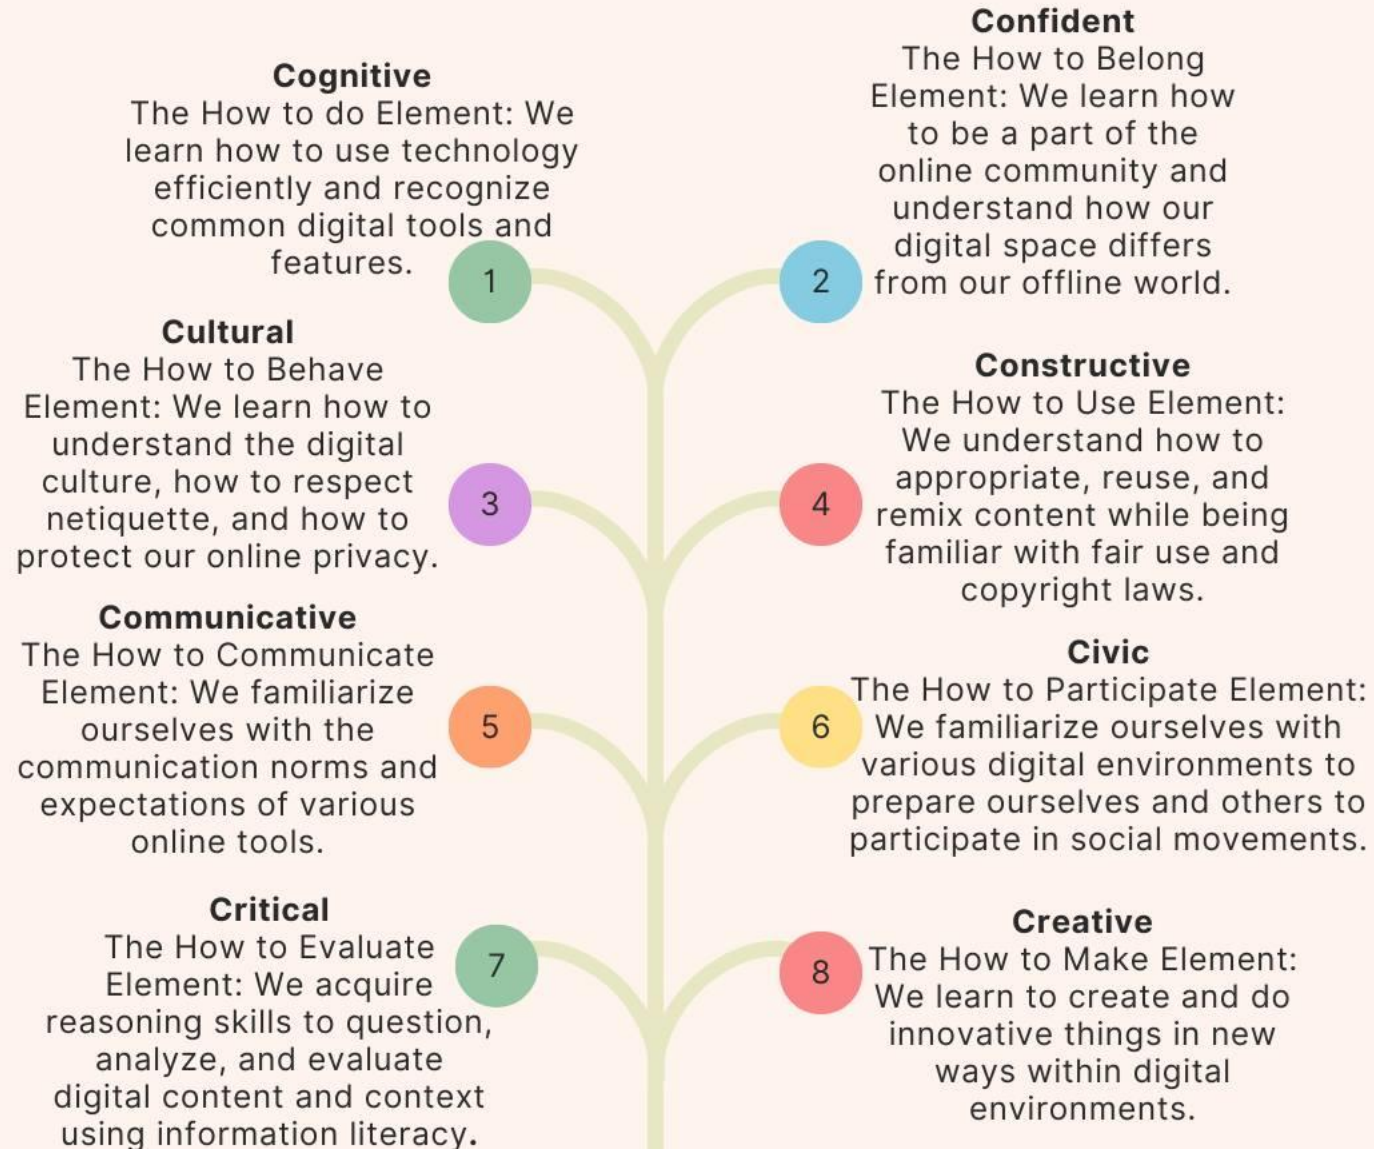 Cognitive
The How to do Element: We
learn how to use technology
efficiently and recognize
common digital tools and
features.
1
Confident
The How to Belong
Element: We learn how
to be a part of the
online community and
understand how our
digital space differs
from our offline world.
2
Cultural
The How to Behave
Element: We learn how to
understand the digital
culture, how to respect
netiquette, and how to
protect our online privacy.
3
Constructive
The How to Use Element:
We understand how to
appropriate, reuse, and
remix content while being
familiar with fair use and
copyright laws.
4
Communicative
The How to Communicate
Element: We familiarize
ourselves with the
communication norms and
expectations of various
online tools.
5
Civic
The How to Participate Element:
We familiarize ourselves with
various digital environments to
prepare ourselves and others to
participate in social movements.
6
Critical
The How to Evaluate
Element: We acquire
reasoning skills to question,
analyze, and evaluate
digital content and context
using information literacy.
7
Creative
The How to Make Element:
We learn to create and do
innovative things in new
ways within digital
environments.
8